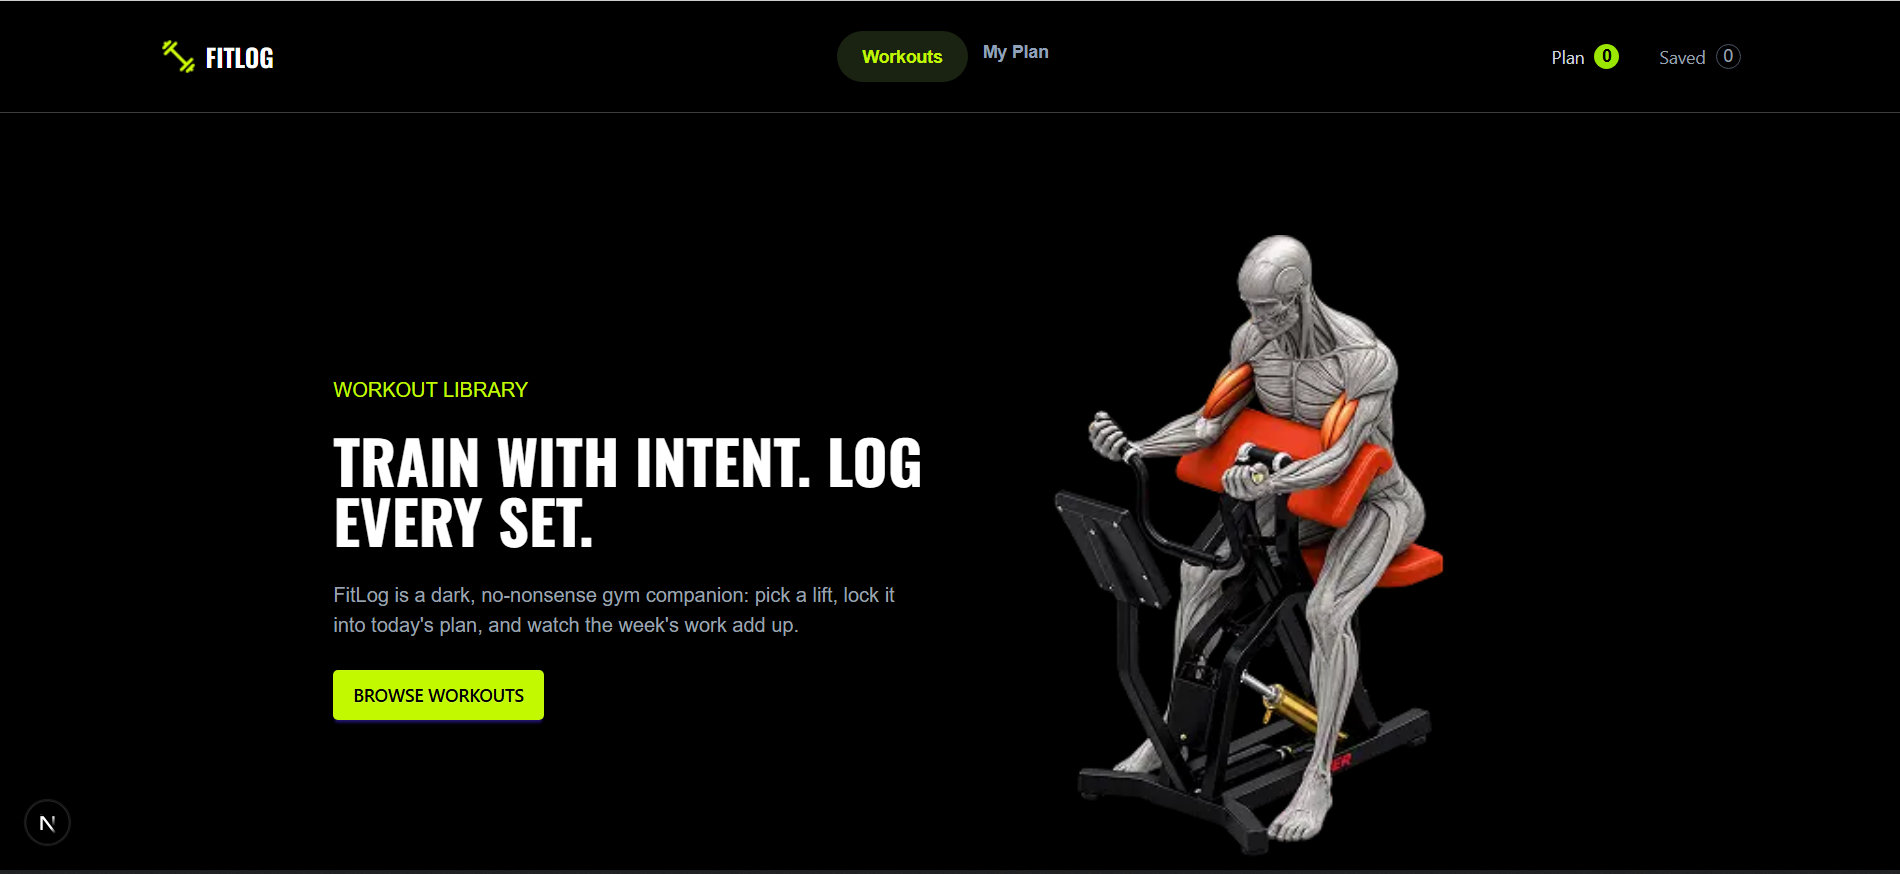 FITLOG
Workouts
My Plan
Plan 0
Saved 0
WORKOUT LIBRARY
TRAIN WITH INTENT. LOG
EVERY SET.
FitLog is a dark, no-nonsense gym companion: pick a lift, lock it
into today's plan, and watch the week's work add up.
BROWSE WORKOUTS
N